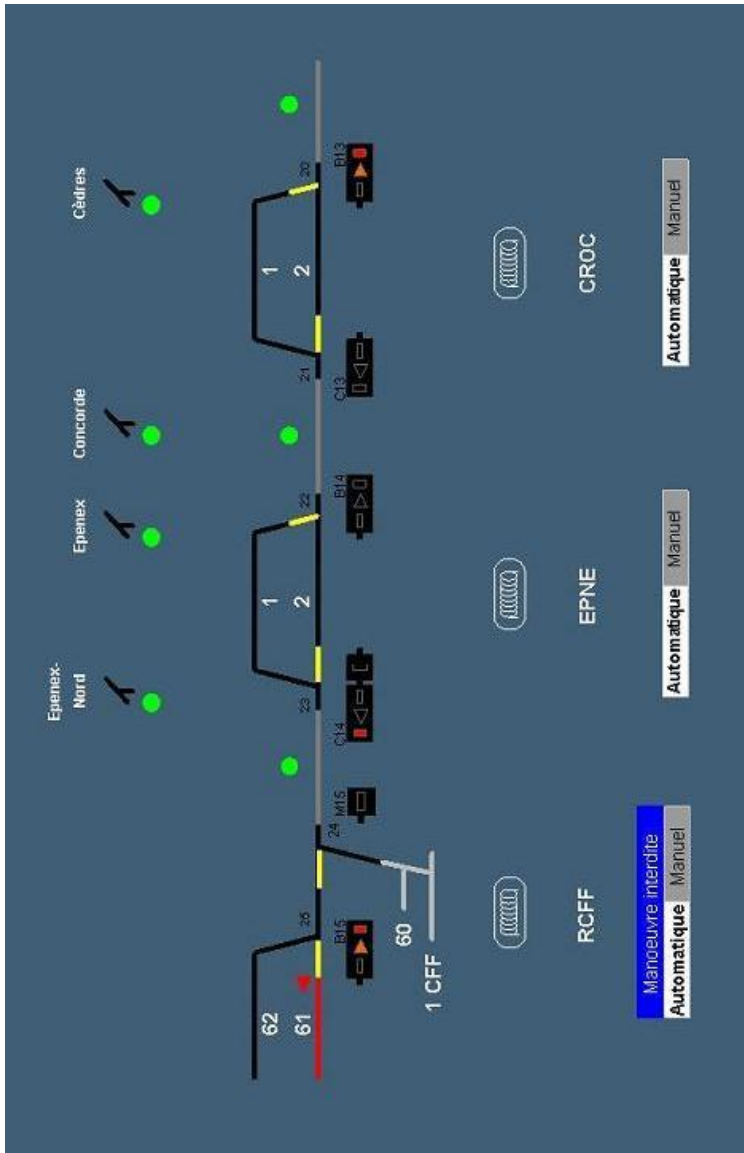 Epenex-
Nord
Epenex
Concorde
Cèdres
62
1
1
61
2
2
24
23
22
21
20
B15
M15
C14
B14
C13
B13
60
1 CFF
RCFF
EPNE
CROC
Manoeuvre interdite
Automatique Manuel
Automatique Manuel
Automatique Manuel